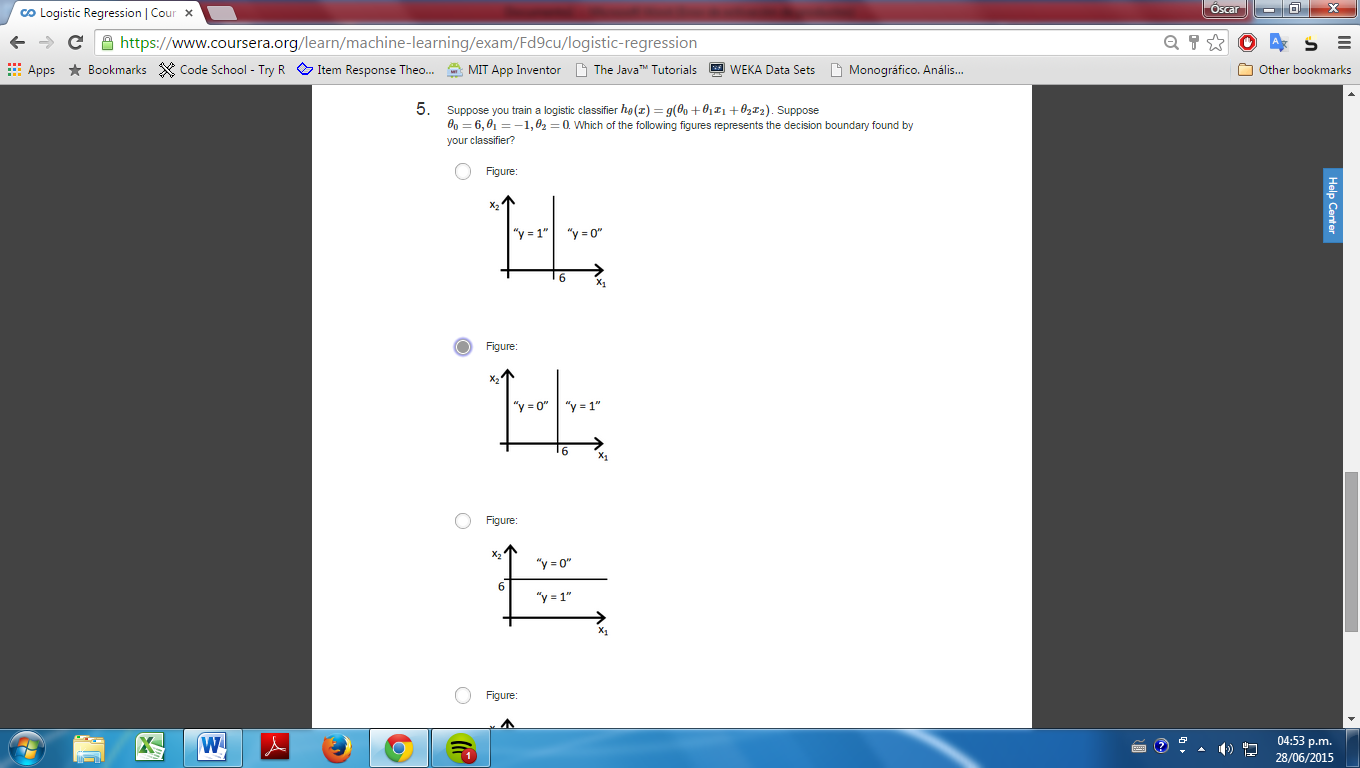 Logistic Regression | Cour
Óscar
https://www.coursera.org/learn/machine-learning/exam/Fd9cu/logistic-regression
Apps Bookmarks Code School - Try R Item Response Theo... MIT App Inventor The Java™ Tutorials WEKA Data Sets Monográfico. Anális... Other bookmarks
5. Suppose you train a logistic classifier hθ(x) = g(θ0 + θ1x1 + θ2x2). Suppose
θ0 = 6, θ1 = −1, θ2 = 0. Which of the following figures represents the decision boundary found by
your classifier?
Help Center
Figure:
x2
“y = 1” “y = 0”
6
x1
Figure:
x2
“y = 0” “y = 1”
6
x1
Figure:
x2
“y = 0”
6
“y = 1”
x1
Figure:
1
04:53 p.m.
28/06/2015